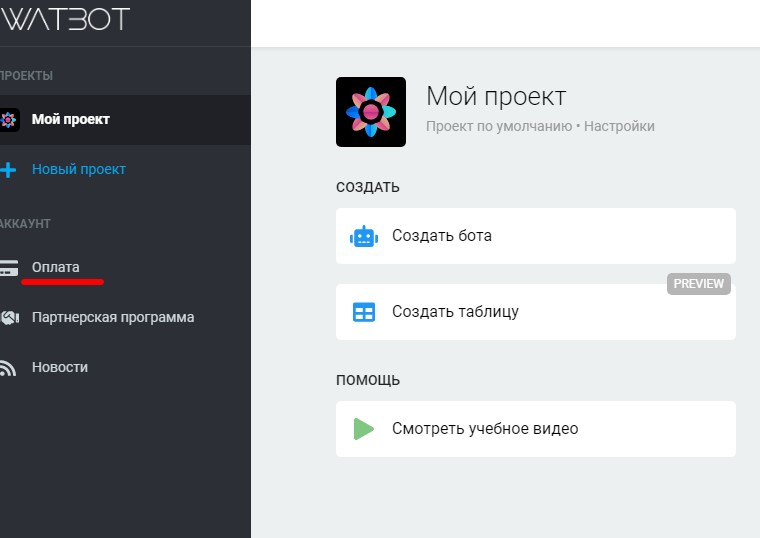 WATBOT
ПРОЕКТЫ
Мой проект
Новый проект
АККАУНТ
Оплата
Партнерская программа
Новости
Мой проект
Проект по умолчанию • Настройки
СОЗДАТЬ
Создать бота
PREVIEW
Создать таблицу
ПОМОЩЬ
Смотреть учебное видео